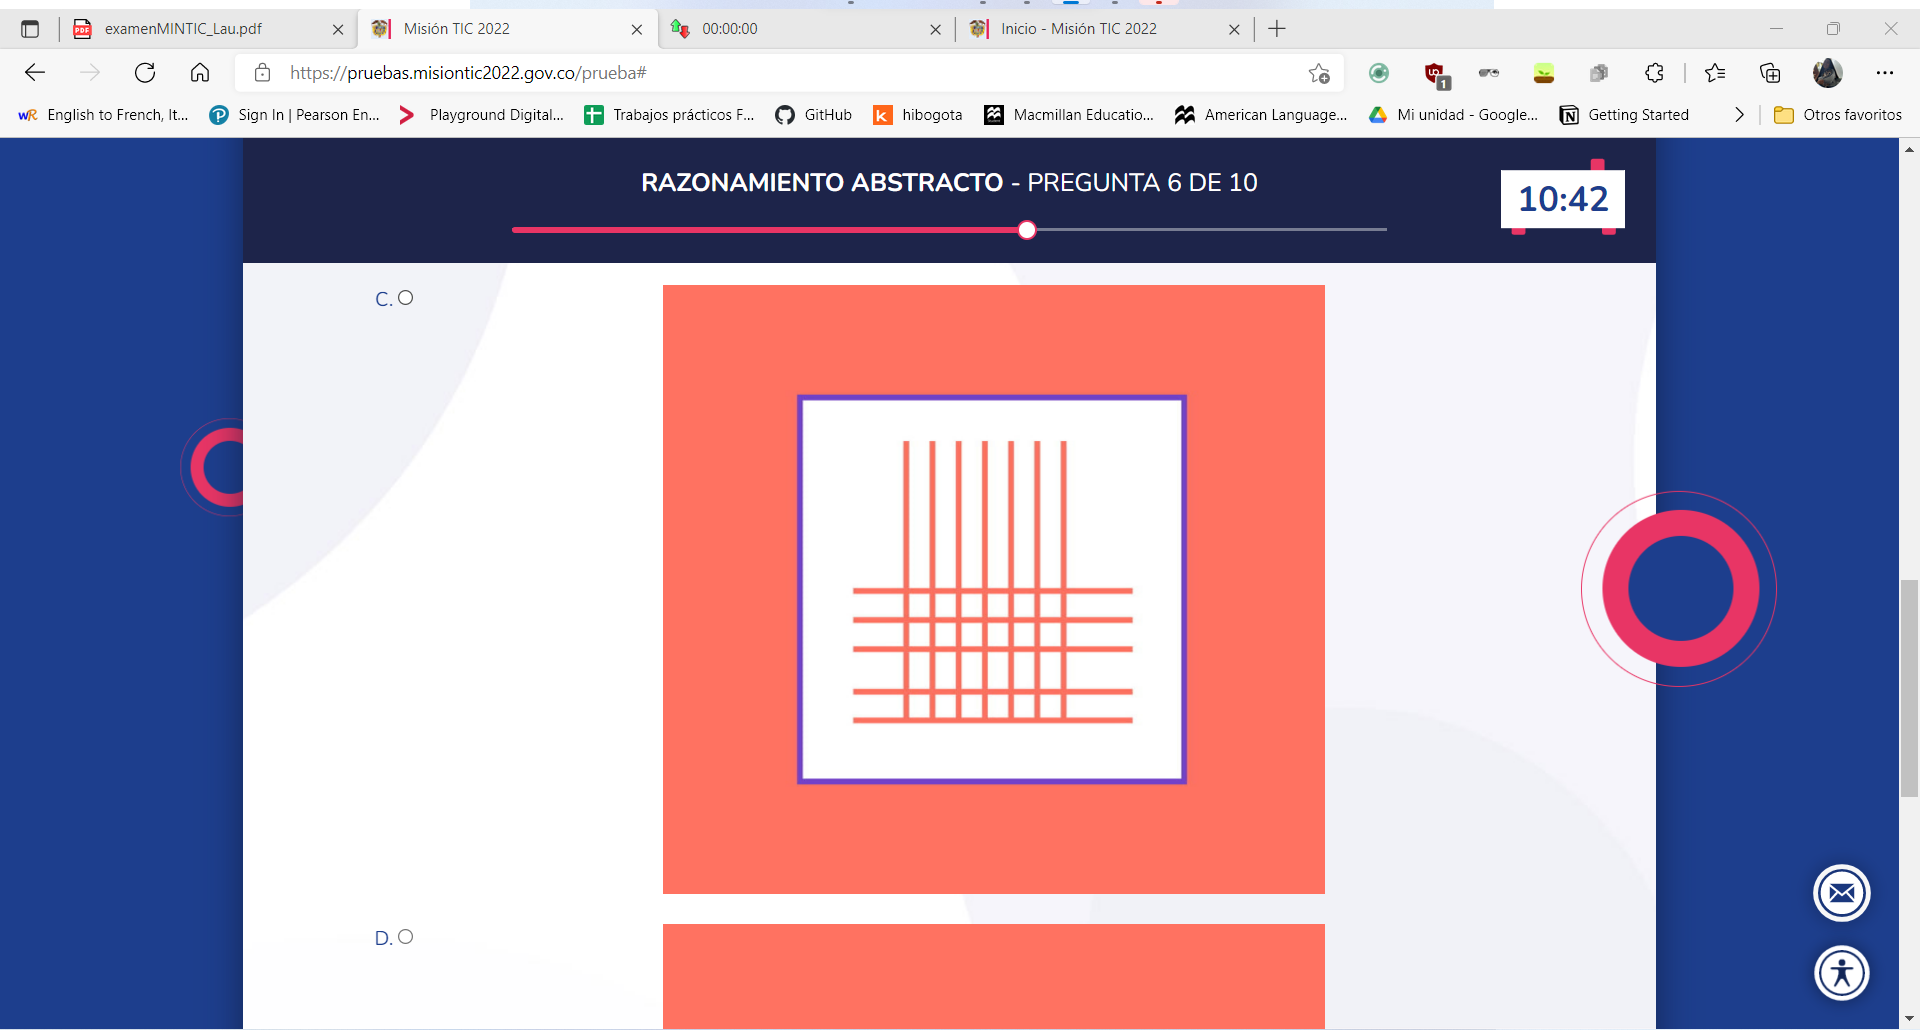 examenMINTIC_Lau.pdf
Misión TIC 2022
00:00:00
Inicio - Misión TIC 2022
https://pruebas.misiontic2022.gov.co/prueba#
1
English to French, It...
Sign In | Pearson En...
Playground Digital...
Trabajos prácticos F...
GitHub
hibogota
Macmillan Educatio...
American Language...
Mi unidad - Google...
Getting Started
Otros favoritos
RAZONAMIENTO ABSTRACTO - PREGUNTA 6 DE 10
10:42
C.
D.